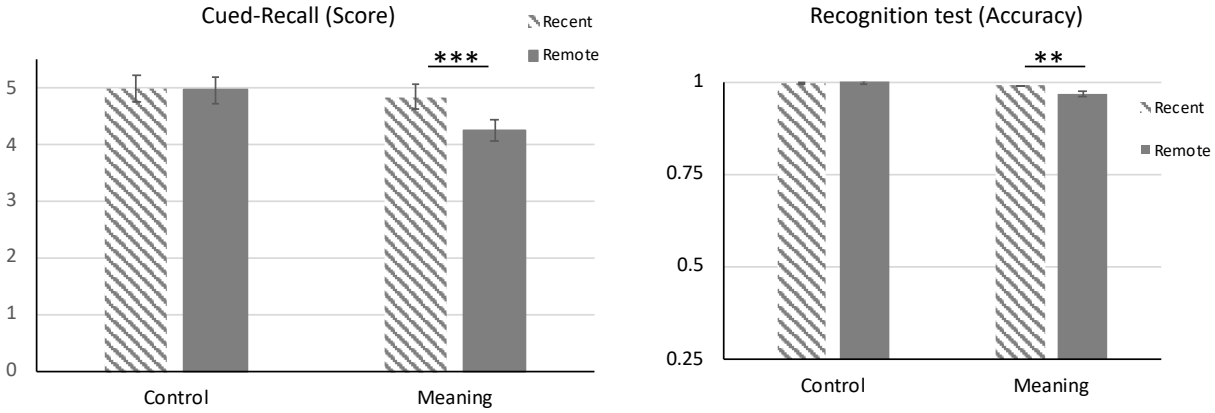 Cued-Recall (Score)
Recent
Remote
***
5
4
3
2
1
0
Control
Meaning
Recognition test (Accuracy)
**
1
0.75
0.5
0.25
Recent
Remote
Control
Meaning